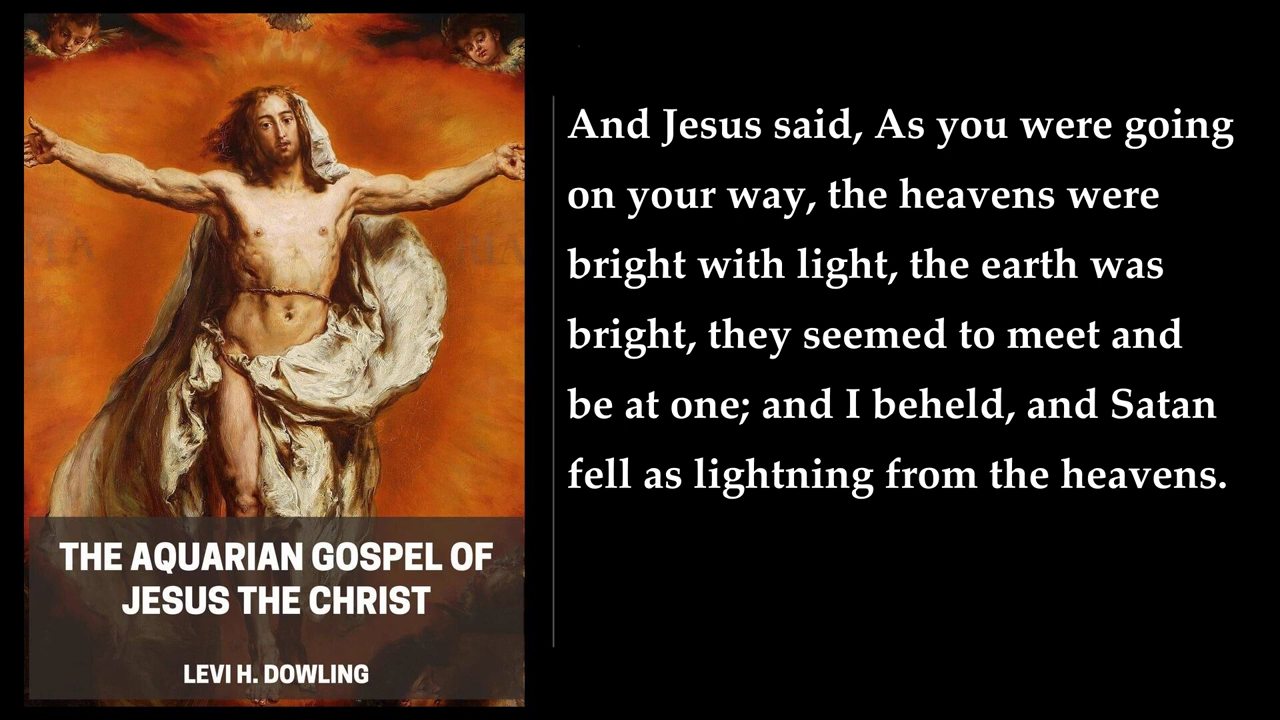 THE AQUARIAN GOSPEL OF
JESUS THE CHRIST
LEVI H. DOWLING
And Jesus said, As you were going
on your way, the heavens were
bright with light, the earth was
bright, they seemed to meet and
be at one; and I beheld, and Satan
fell as lightning from the heavens.